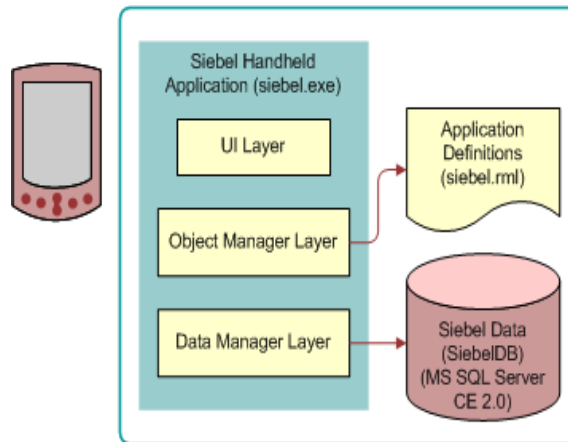 Siebel Handheld
Application (siebel.exe)
UI Layer
Object Manager Layer
Data Manager Layer
Application
Definitions
(siebel.rml)
Siebel Data
(SiebelDB)
(MS SQL Server
CE 2.0)